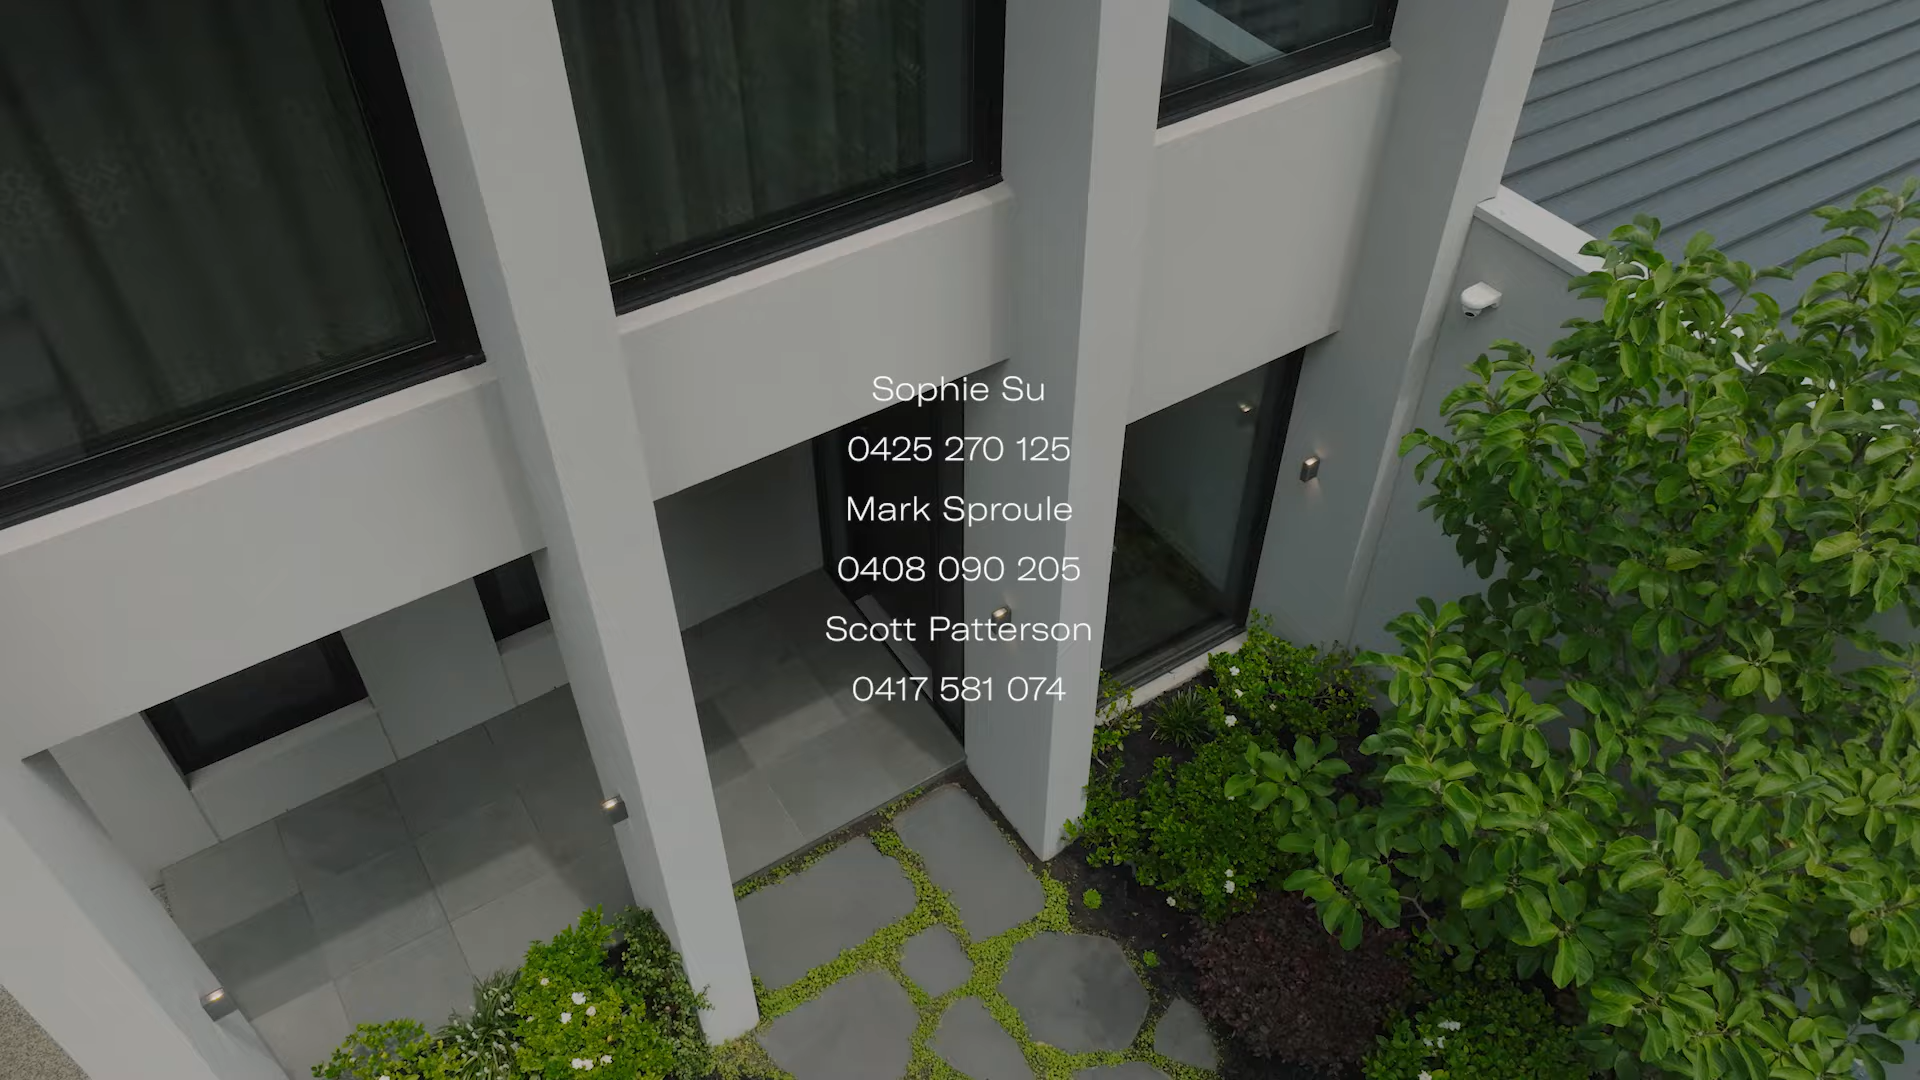 Sophie Su
0425 270 125
Mark Sproule
0408 090 205
Scott Patterson
0417 581 074